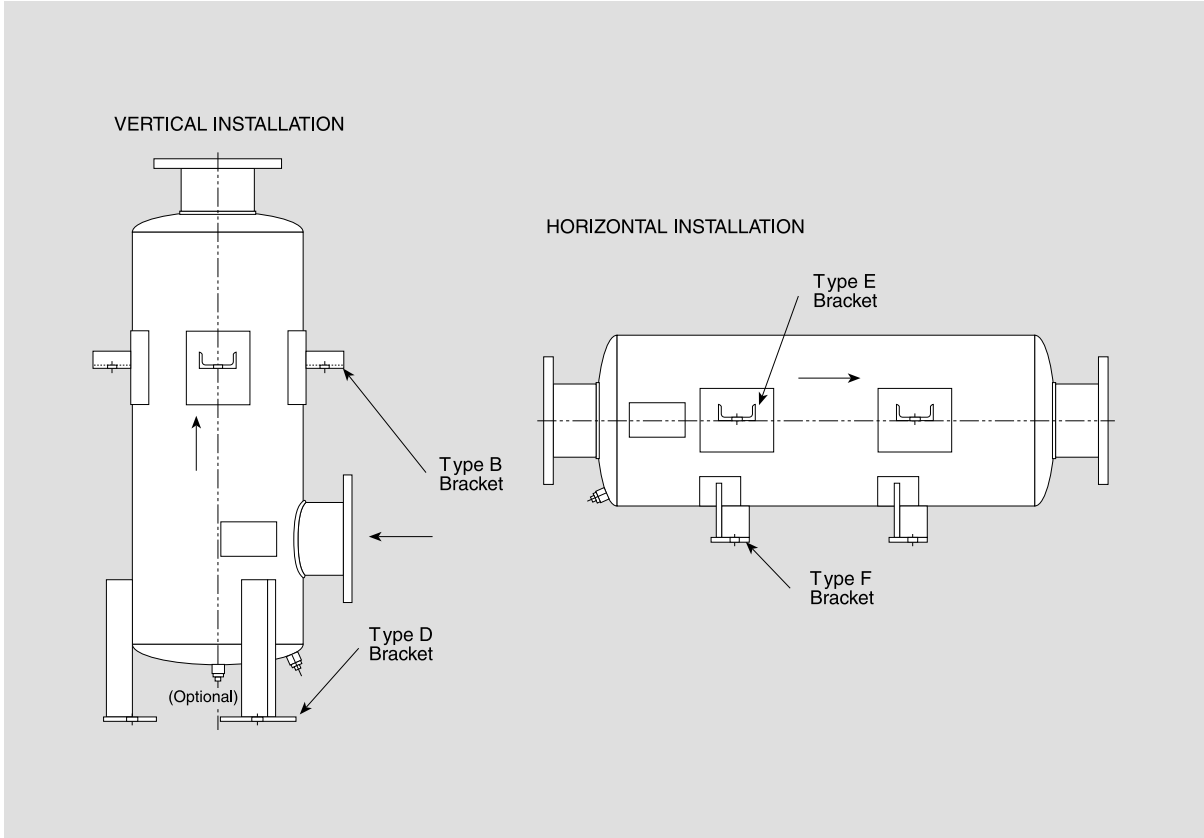 VERTICAL INSTALLATION
HORIZONTAL INSTALLATION
Type E
Bracket
Type B
Bracket
Type F
Bracket
Type D
Bracket
(Optional)